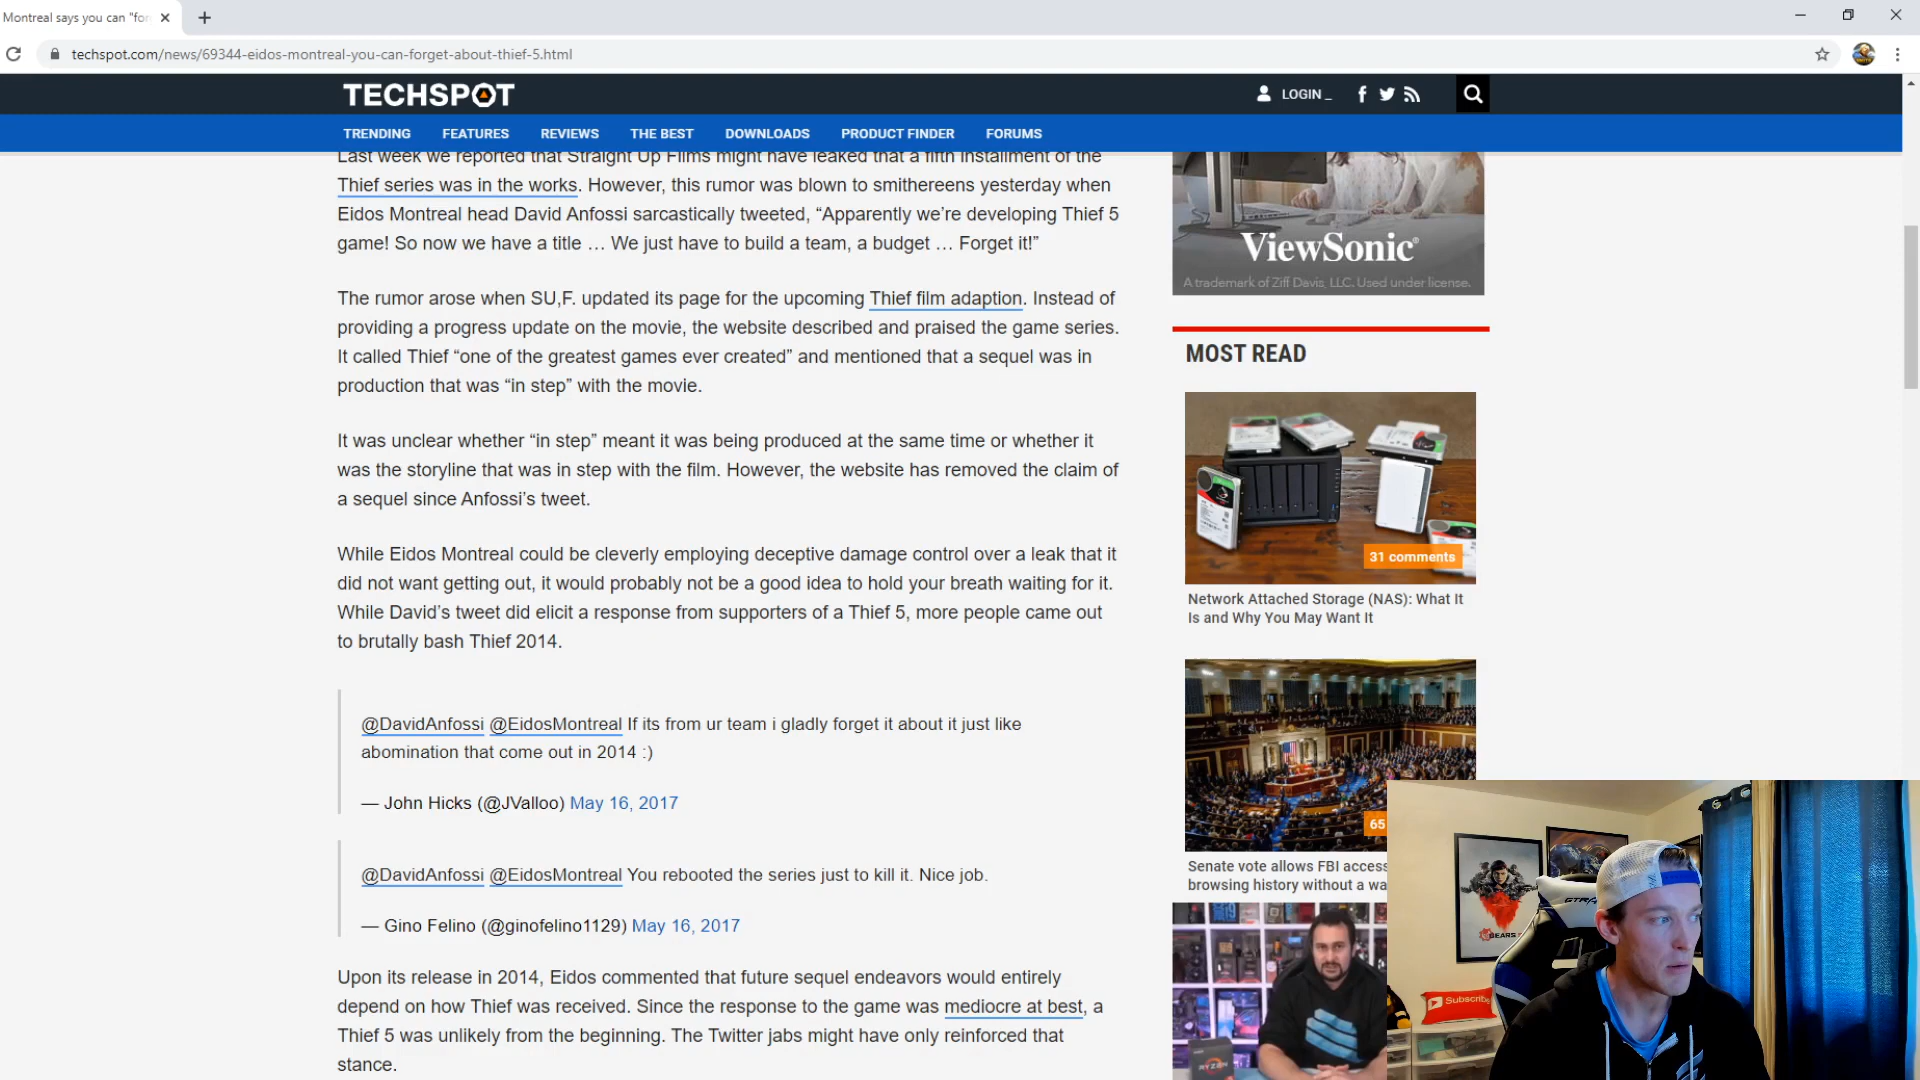 Montreal says you can "for
techspot.com/news/69344-eidos-montreal-you-can-forget-about-thief-5.html
TECHSPOT
LOGIN _
TRENDING FEATURES REVIEWS THE BEST DOWNLOADS PRODUCT FINDER FORUMS
Last week we reported that Straight Up Films might have leaked that a fifth installment of the
Thief series was in the works. However, this rumor was blown to smithereens yesterday when
Eidos Montreal head David Anfossi sarcastically tweeted, “Apparently we’re developing Thief 5
game! So now we have a title … We just have to build a team, a budget … Forget it!”
The rumor arose when SU,F. updated its page for the upcoming Thief film adaption. Instead of
providing a progress update on the movie, the website described and praised the game series.
It called Thief “one of the greatest games ever created” and mentioned that a sequel was in
production that was “in step” with the movie.
It was unclear whether “in step” meant it was being produced at the same time or whether it
was the storyline that was in step with the film. However, the website has removed the claim of
a sequel since Anfossi’s tweet.
While Eidos Montreal could be cleverly employing deceptive damage control over a leak that it
did not want getting out, it would probably not be a good idea to hold your breath waiting for it.
While David’s tweet did elicit a response from supporters of a Thief 5, more people came out
to brutally bash Thief 2014.
@DavidAnfossi @EidosMontreal If its from ur team i gladly forget it about it just like
abomination that come out in 2014 :)
— John Hicks (@JValloo) May 16, 2017
@DavidAnfossi @EidosMontreal You rebooted the series just to kill it. Nice job.
— Gino Felino (@ginofelino1129) May 16, 2017
Upon its release in 2014, Eidos commented that future sequel endeavors would entirely
depend on how Thief was received. Since the response to the game was mediocre at best, a
Thief 5 was unlikely from the beginning. The Twitter jabs might have only reinforced that
stance.
ViewSonic®
A trademark of Ziff Davis, LLC. Used under license.
MOST READ
31 comments
Network Attached Storage (NAS): What It
Is and Why You May Want It
65
Senate vote allows FBI access
browsing history without a wa
RYZEN
GEARS
GTRA
Subscribe